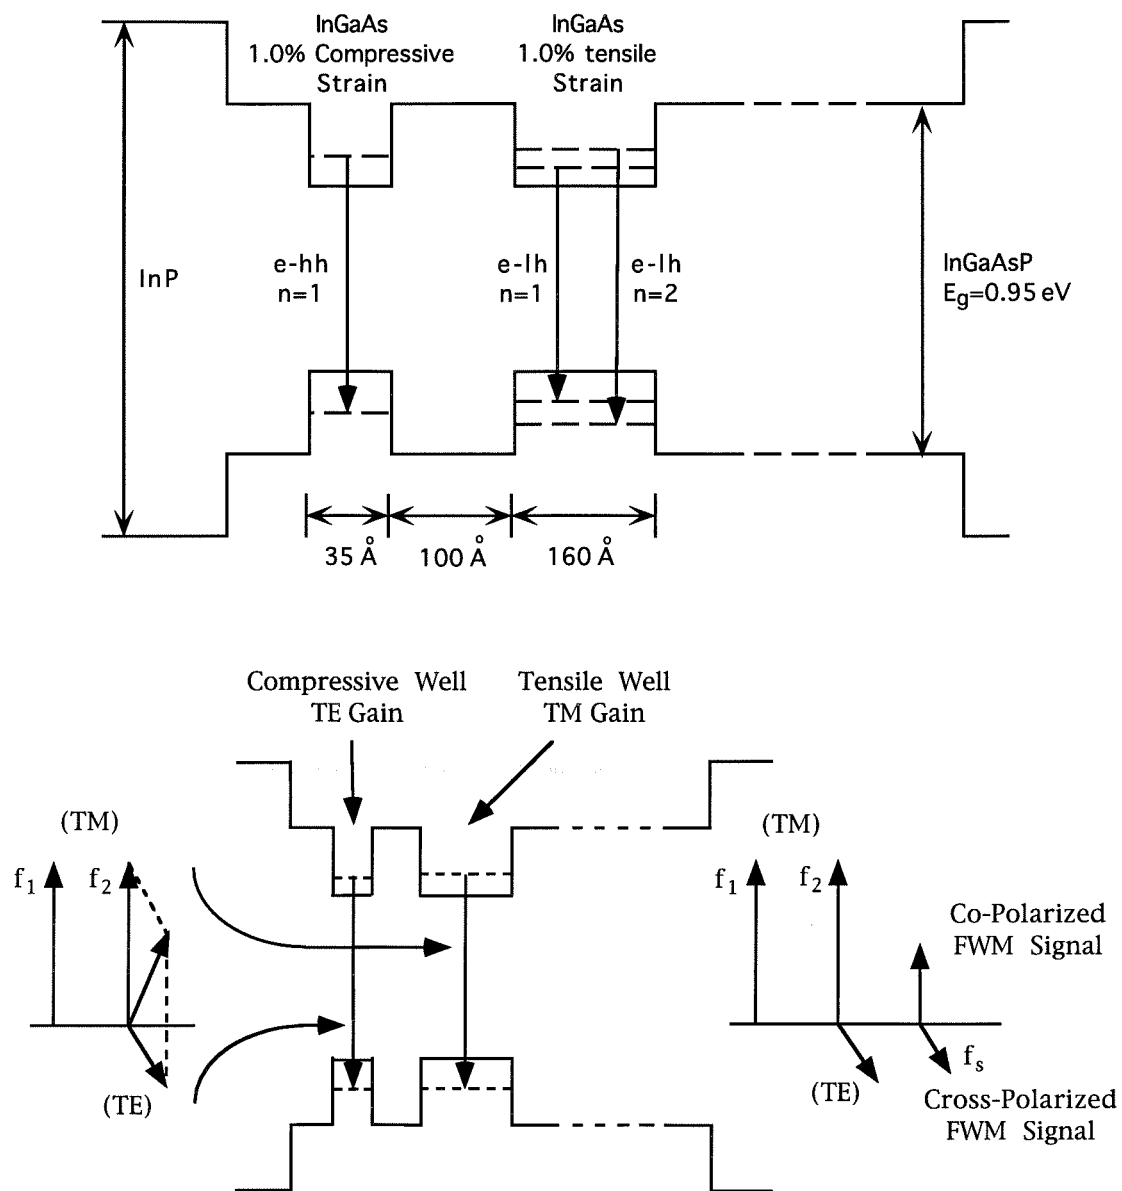 InGaAs
1.0% Compressive
Strain
InGaAs
1.0% tensile
Strain
InP
e-hh
n=1
e-lh
n=1
e-lh
n=2
InGaAsP
Eg=0.95 eV
35 Å
100 Å
160 Å
Compressive Well
TE Gain
Tensile Well
TM Gain
(TM)
f1
f2
(TE)
(TM)
f1
f2
Co-Polarized
FWM Signal
fs
(TE)
Cross-Polarized
FWM Signal